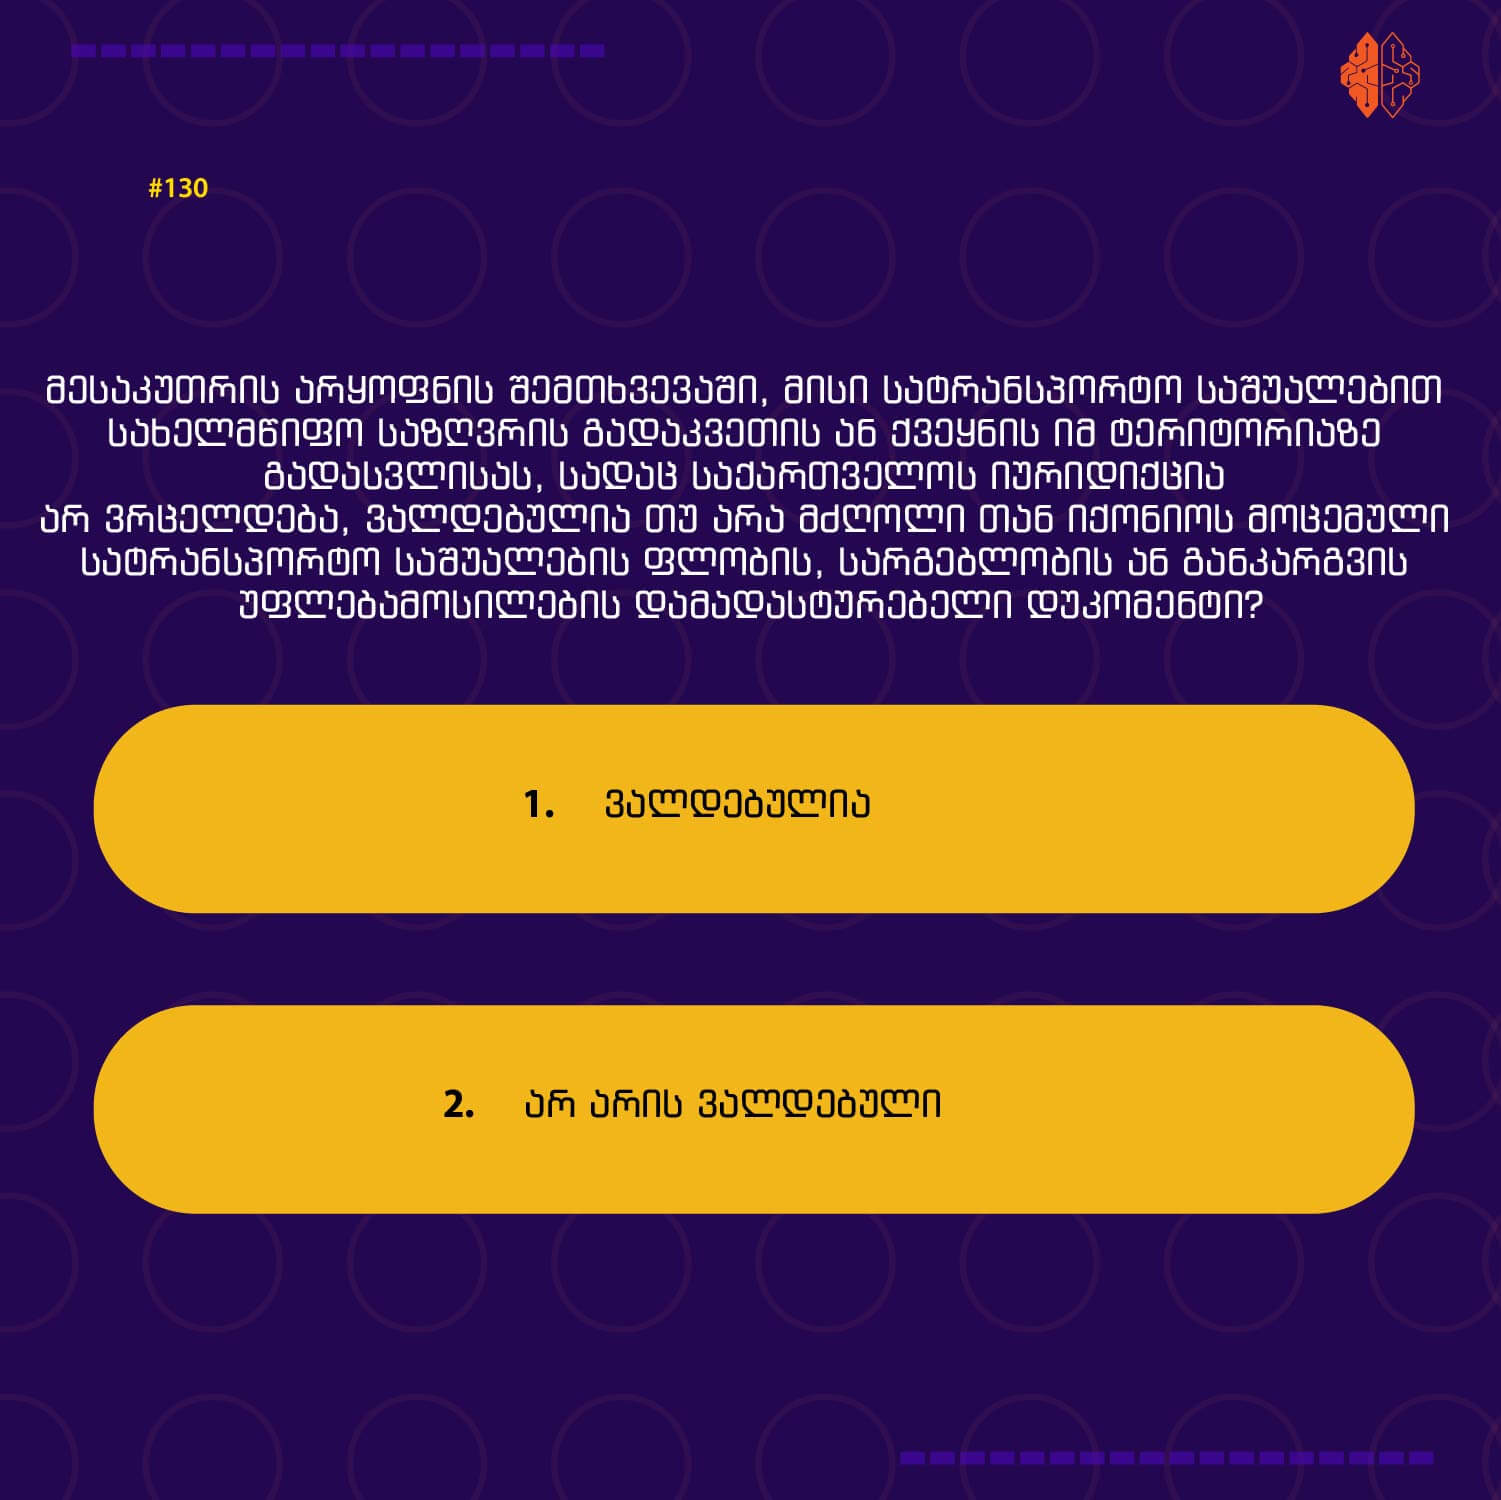 #130
მესაკუთრის არყოფნის შემთხვევაში, მისი სატრანსპორტო საშუალებით
სახელმწიფო საზღვრის გადაკვეთის ან ქვეყნის იმ ტერიტორიაზე
გადასვლისას, სადაც საქართველოს იურიდიქცია
არ ვრცელდება, ვალდებულია თუ არა მძღოლი თან იქონიოს მოცემული
სატრანსპორტო საშუალების ფლობის, სარგებლობის ან განკარგვის
უფლებამოსილების დამადასტურებელი დუკომენტი?
1. ვალდებულია
2. არ არის ვალდებული